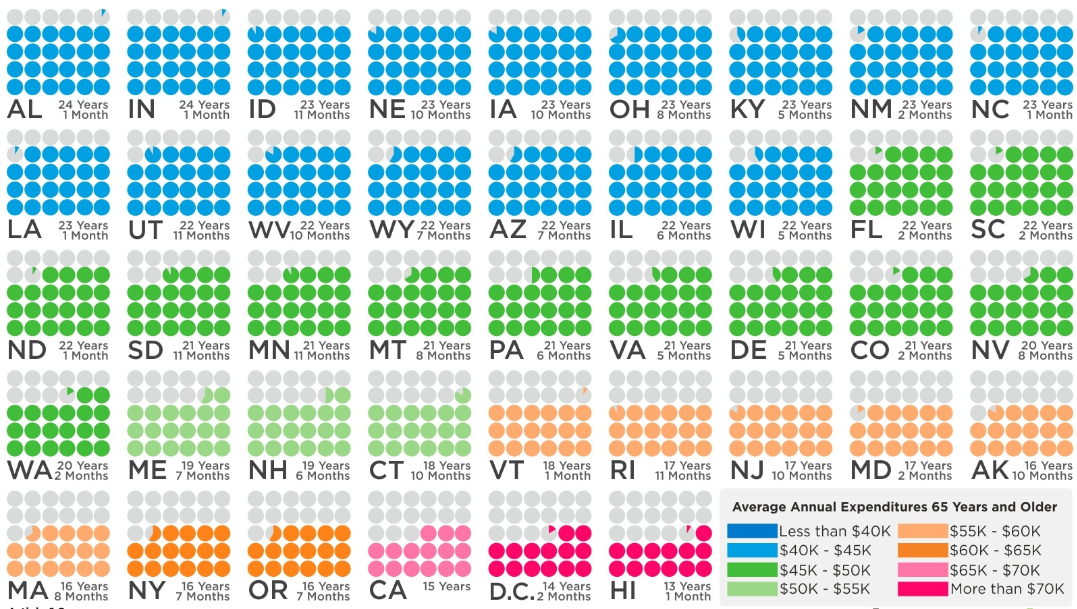 AL 24 Years 1 Month
IN 24 Years 1 Month
ID 23 Years 11 Months
NE 23 Years 10 Months
IA 23 Years 10 Months
OH 23 Years 8 Months
KY 23 Years 5 Months
NM 23 Years 2 Months
NC 23 Years 1 Month
LA 23 Years 1 Month
UT 22 Years 11 Months
WV 22 Years 10 Months
WY 22 Years 7 Months
AZ 22 Years 7 Months
IL 22 Years 6 Months
WI 22 Years 5 Months
FL 22 Years 2 Months
SC 22 Years 2 Months
ND 22 Years 1 Month
SD 21 Years 11 Months
MN 21 Years 11 Months
MT 21 Years 8 Months
PA 21 Years 6 Months
VA 21 Years 5 Months
DE 21 Years 5 Months
CO 21 Years 2 Months
NV 20 Years 8 Months
WA 20 Years 2 Months
ME 19 Years 7 Months
NH 19 Years 6 Months
CT 18 Years 10 Months
VT 18 Years 1 Month
RI 17 Years 11 Months
NJ 17 Years 10 Months
MD 17 Years 2 Months
AK 16 Years 10 Months
MA 16 Years 8 Months
NY 16 Years 7 Months
OR 16 Years 7 Months
CA 15 Years
D.C. 14 Years 2 Months
HI 13 Years 1 Month
Average Annual Expenditures 65 Years and Older
Less than $40K
$40K - $45K
$45K - $50K
$50K - $55K
$55K - $60K
$60K - $65K
$65K - $70K
More than $70K